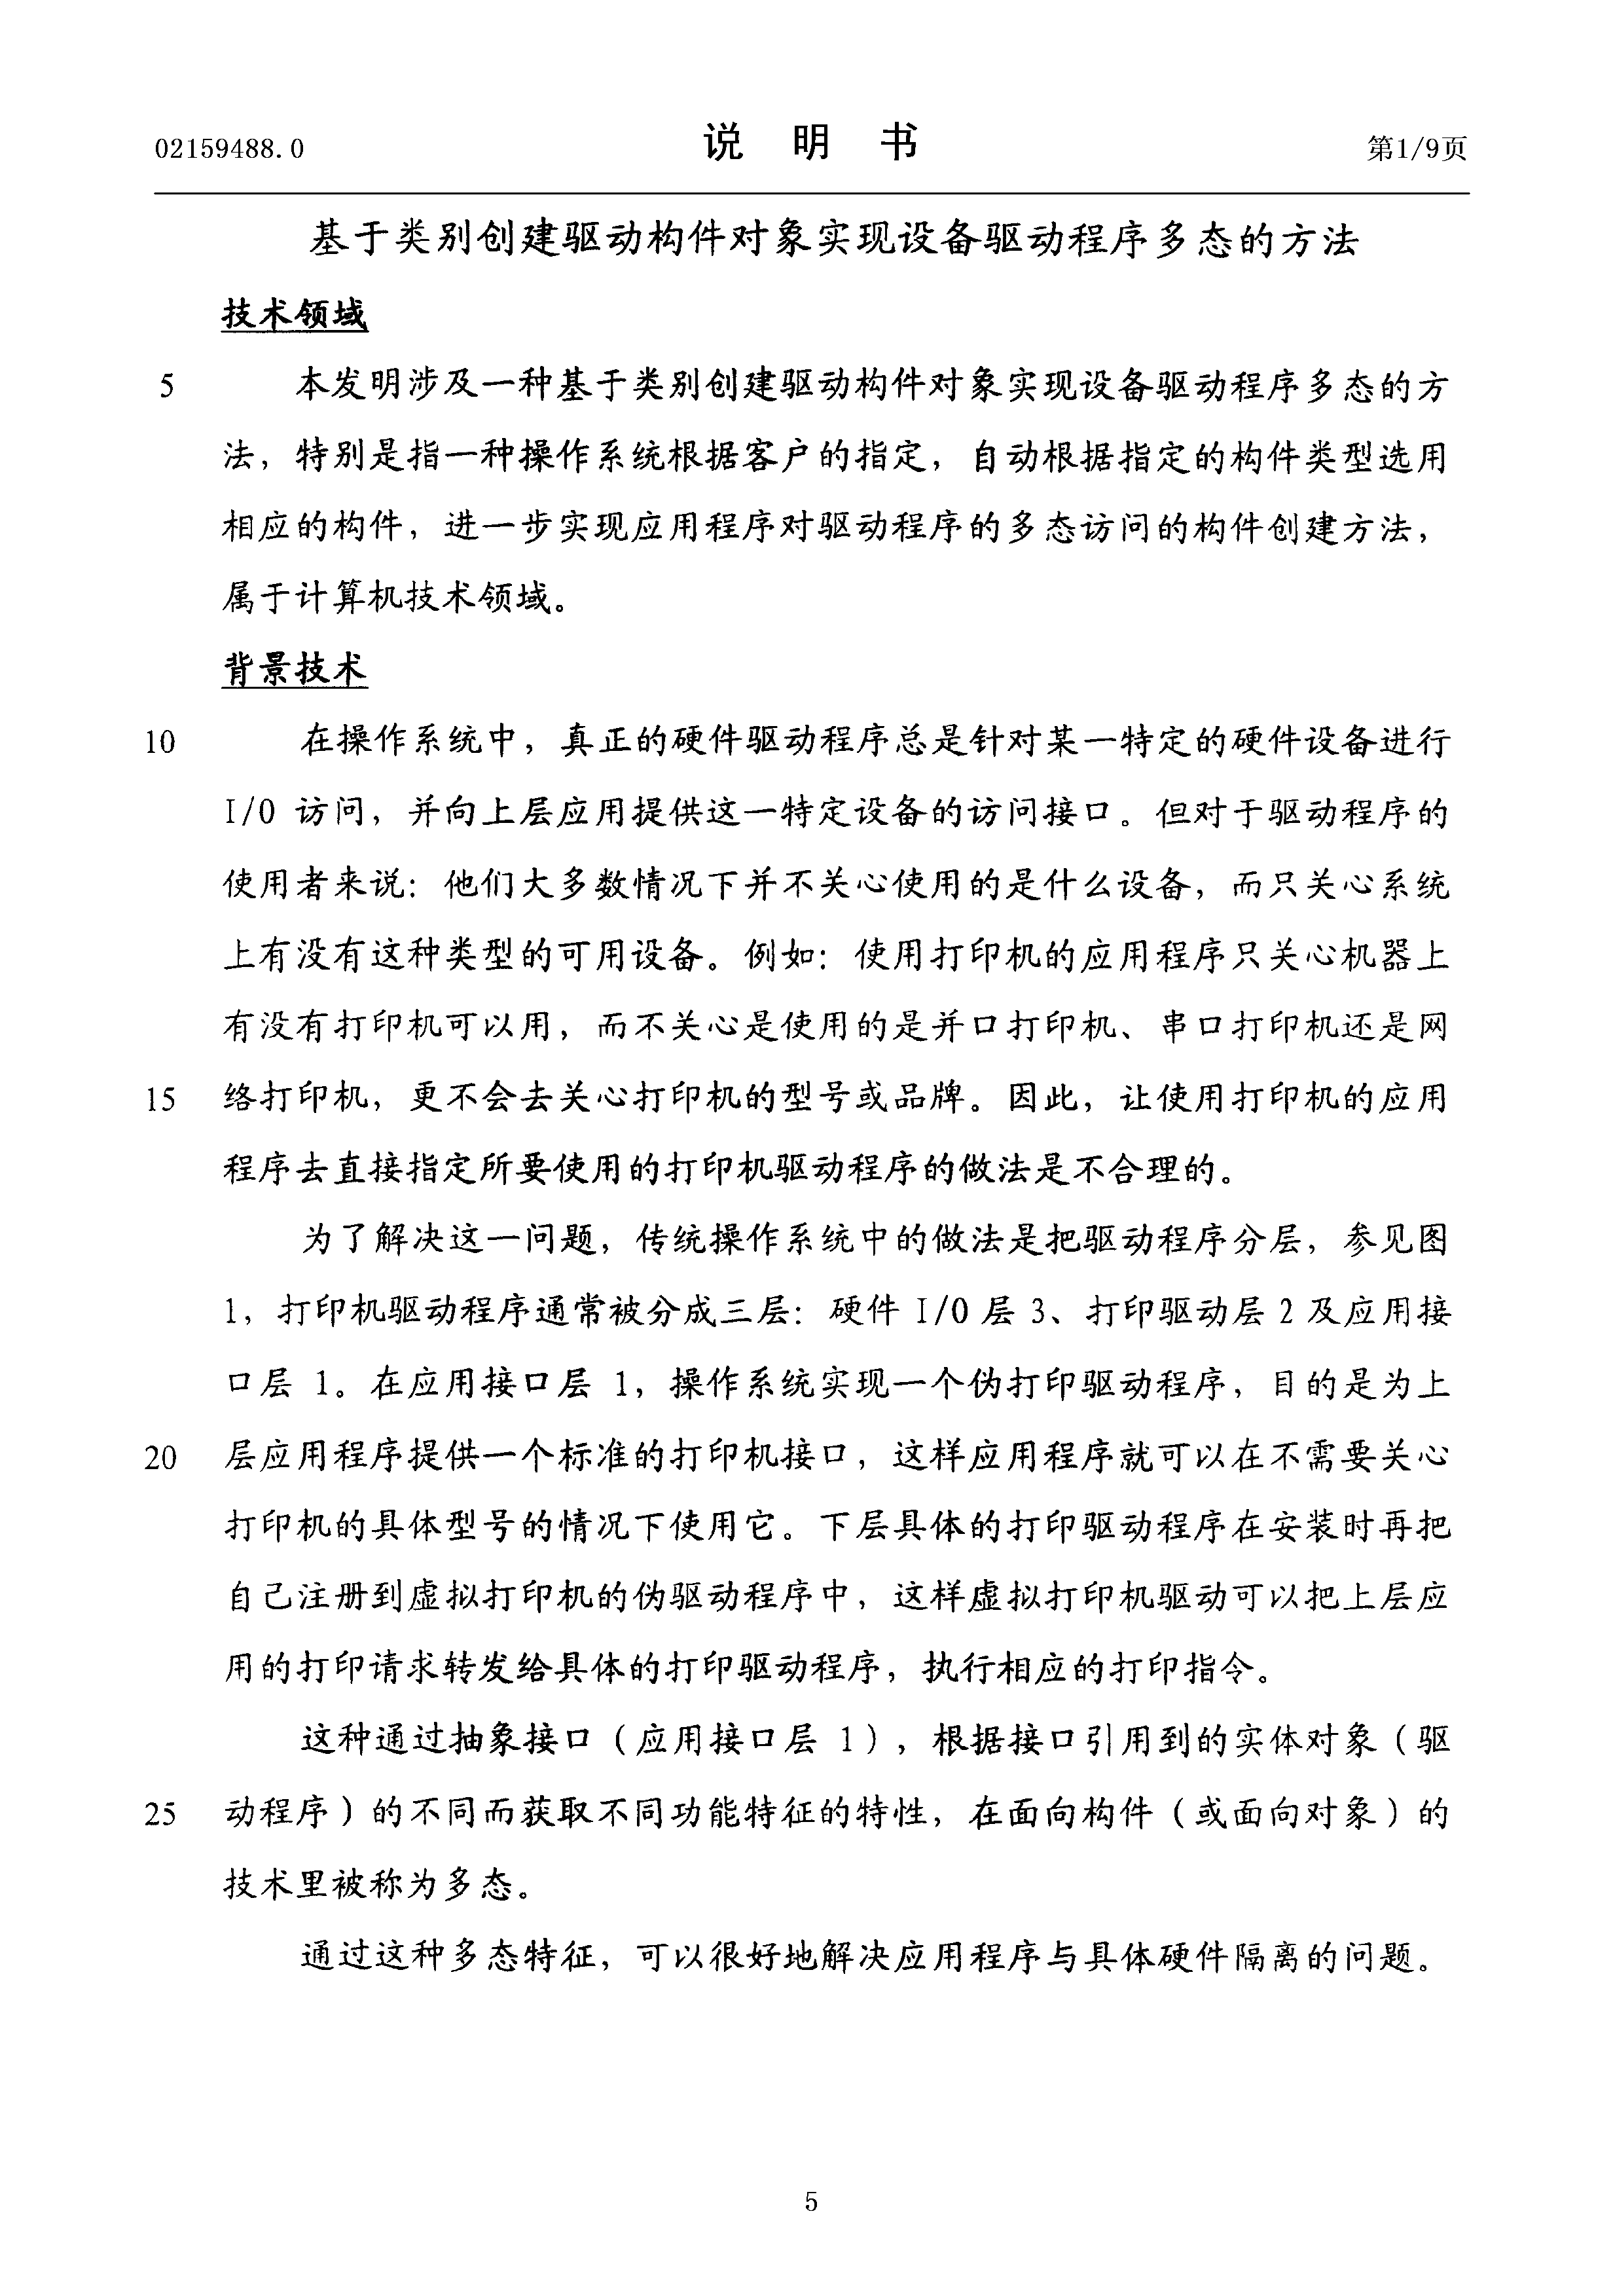 02159488.0 说 明 书 第1/9页
基于类别创建驱动构件对象实现设备驱动程序多态的方法
技术领域
5 本发明涉及一种基于类别创建驱动构件对象实现设备驱动程序多态的方
法，特别是指一种操作系统根据客户的指定，自动根据指定的构件类型选用
相应的构件，进一步实现应用程序对驱动程序的多态访问的构件创建方法，
属于计算机技术领域。
背景技术
10 在操作系统中，真正的硬件驱动程序总是针对某一特定的硬件设备进行
I/O 访问，并向上层应用提供这一特定设备的访问接口。但对于驱动程序的
使用者来说：他们大多数情况下并不关心使用的是什么设备，而只关心系统
上有没有这种类型的可用设备。例如：使用打印机的应用程序只关心机器上
有没有打印机可以用，而不关心是使用的是并口打印机、串口打印机还是网
15 络打印机，更不会去关心打印机的型号或品牌。因此，让使用打印机的应用
程序去直接指定所要使用的打印机驱动程序的做法是不合理的。
为了解决这一问题，传统操作系统中的做法是把驱动程序分层，参见图
1，打印机驱动程序通常被分成三层：硬件 I/O 层 3、打印驱动层 2 及应用接
口层 1。在应用接口层 1，操作系统实现一个伪打印驱动程序，目的是为上
20 层应用程序提供一个标准的打印机接口，这样应用程序就可以在不需要关心
打印机的具体型号的情况下使用它。下层具体的打印驱动程序在安装时再把
自己注册到虚拟打印机的伪驱动程序中，这样虚拟打印机驱动可以把上层应
用的打印请求转发给具体的打印驱动程序，执行相应的打印指令。
这种通过抽象接口（应用接口层 1），根据接口引用到的实体对象（驱
25 动程序）的不同而获取不同功能特征的特性，在面向构件（或面向对象）的
技术里被称为多态。
通过这种多态特征，可以很好地解决应用程序与具体硬件隔离的问题。
5